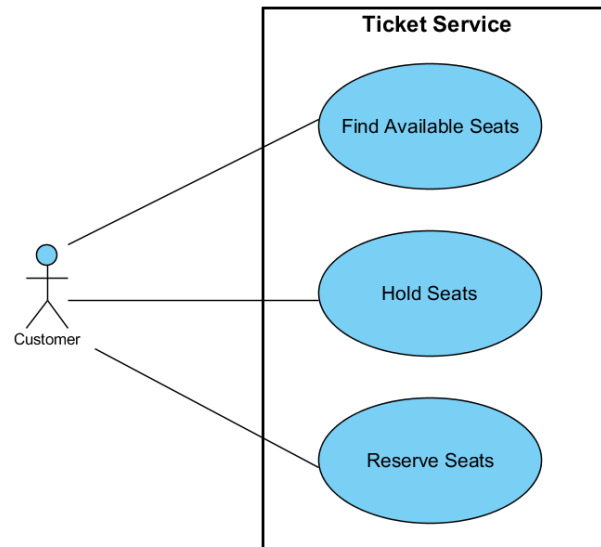 Ticket Service
Find Available Seats
Hold Seats
Customer
Reserve Seats